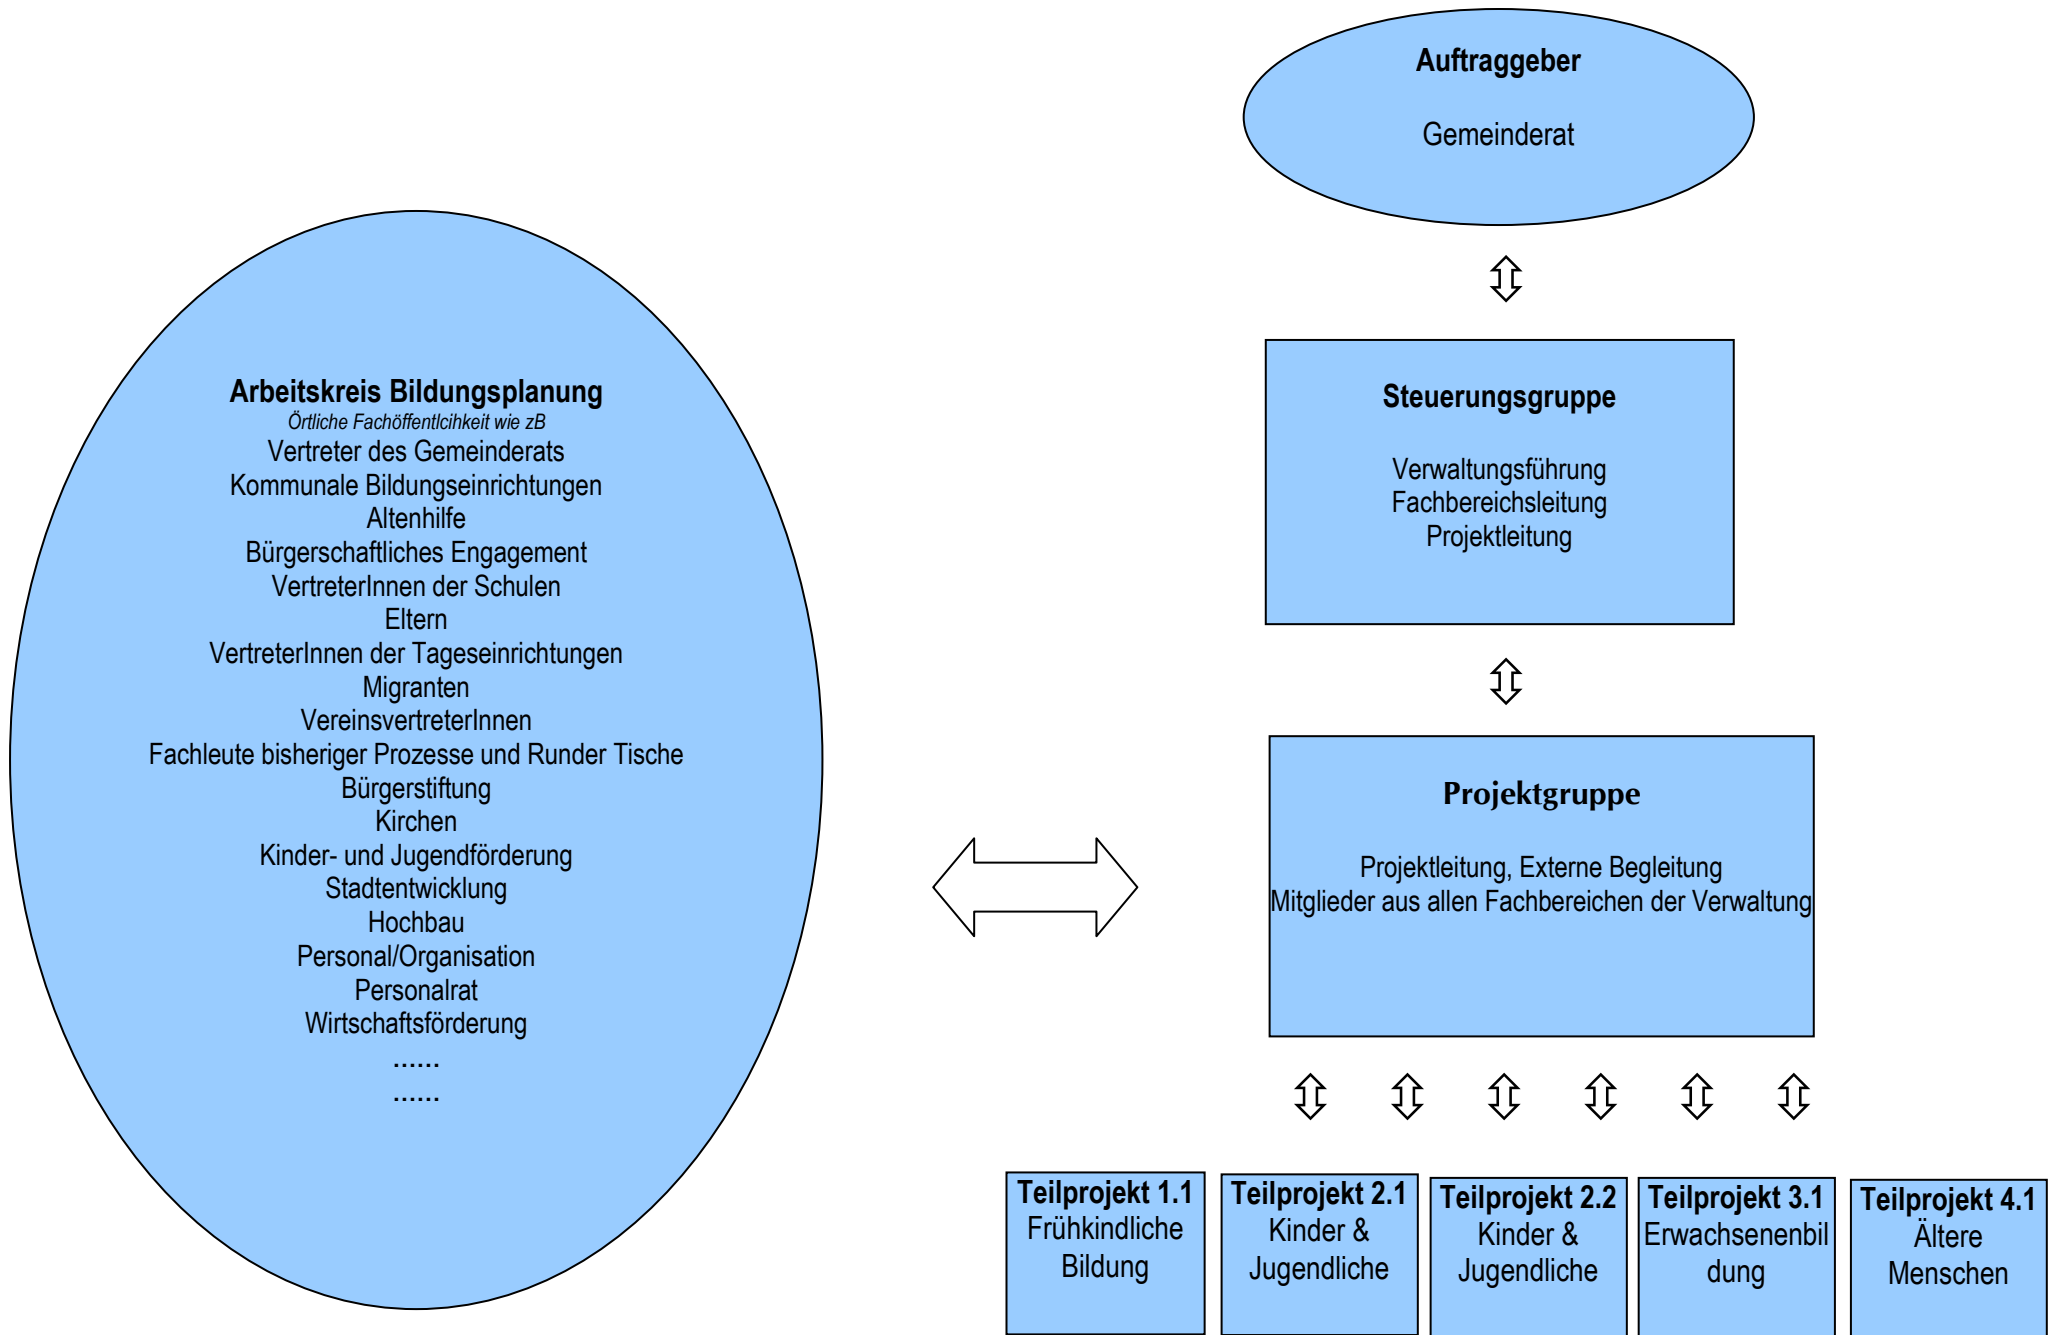 Auftraggeber
Gemeinderat
Arbeitskreis Bildungsplanung
Örtliche Fachöffentlcihkeit wie zB
Vertreter des Gemeinderats
Kommunale Bildungseinrichtungen
Altenhilfe
Bürgerschaftliches Engagement
VertreterInnen der Schulen
Eltern
VertreterInnen der Tageseinrichtungen
Migranten
VereinsvertreterInnen
Fachleute bisheriger Prozesse und Runder Tische
Bürgerstiftung
Kirchen
Kinder- und Jugendförderung
Stadtentwicklung
Hochbau
Personal/Organisation
Personalrat
Wirtschaftsförderung
......
......
Steuerungsgruppe
Verwaltungsführung
Fachbereichsleitung
Projektleitung
Projektgruppe
Projektleitung, Externe Begleitung
Mitglieder aus allen Fachbereichen der Verwaltung
Teilprojekt 1.1
Frühkindliche
Bildung
Teilprojekt 2.1
Kinder &
Jugendliche
Teilprojekt 2.2
Kinder &
Jugendliche
Teilprojekt 3.1
Erwachsenenbil
dung
Teilprojekt 4.1
Ältere
Menschen